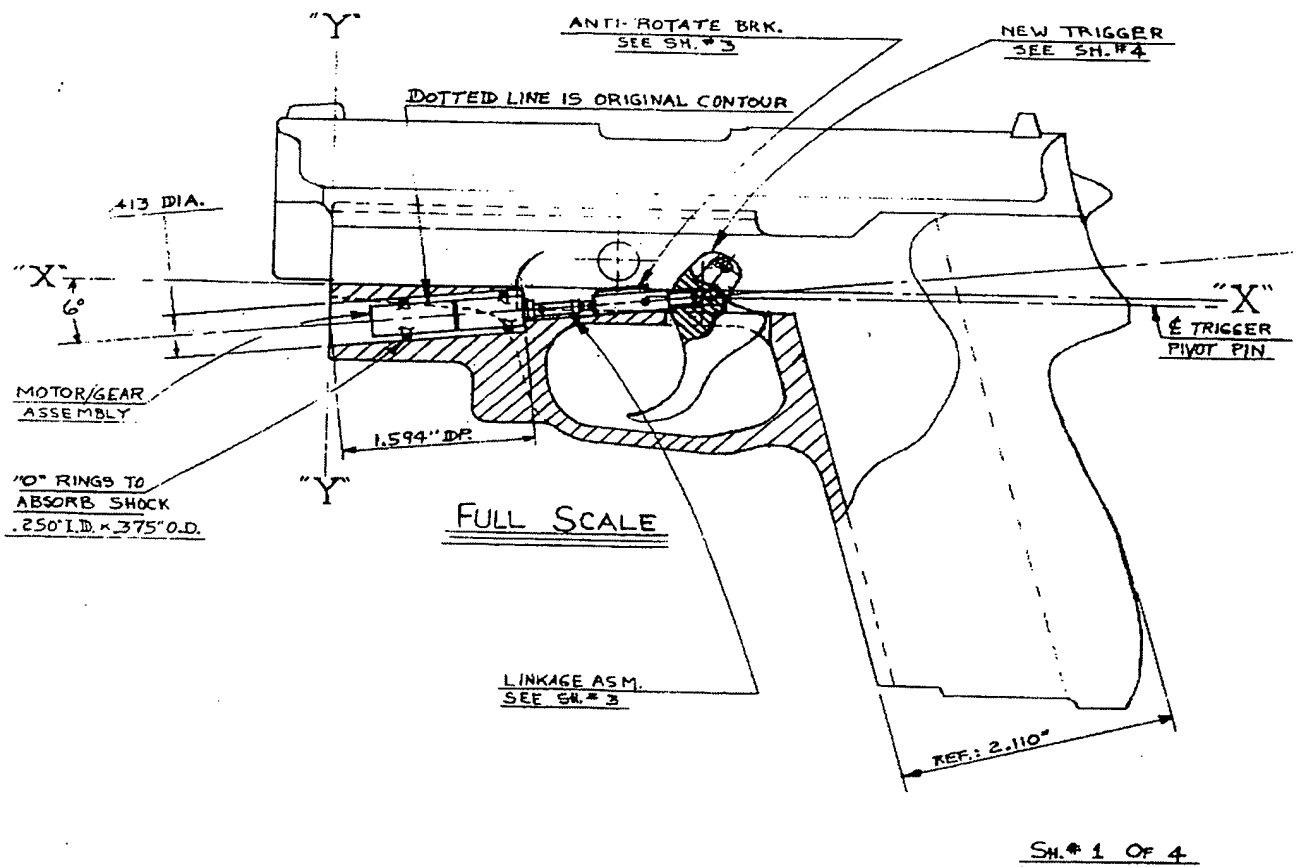 "Y"
ANTI-ROTATE BRK.
SEE SH.#3
NEW TRIGGER
SEE SH.#4
DOTTED LINE IS ORIGINAL CONTOUR
.413 DIA.
"X"
6°
"X"
℄ TRIGGER
PIVOT PIN
MOTOR/GEAR
ASSEMBLY
1.594" DP.
"O" RINGS TO
ABSORB SHOCK
.250" I.D. × .375" O.D.
"Y"
FULL SCALE
LINKAGE ASM.
SEE SH.#3
REF.: 2.110"
SH.# 1 OF 4